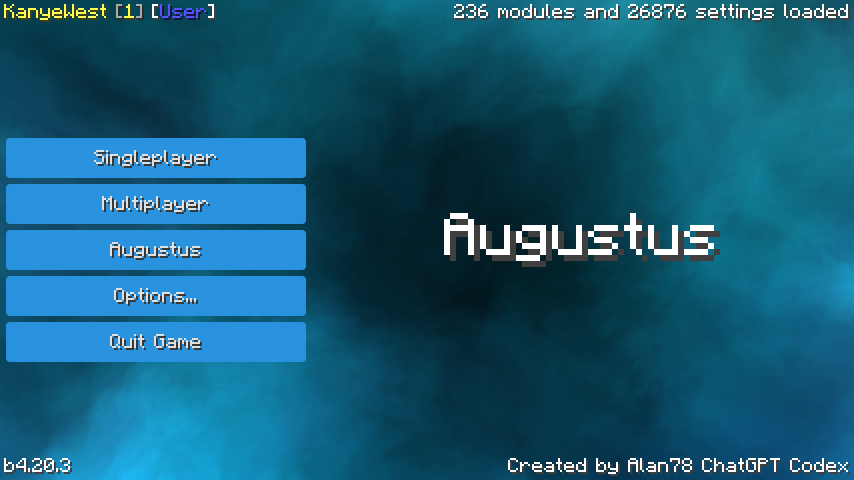 KanyeWest [1] [User]
236 modules and 26876 settings loaded
Singleplayer
Multiplayer
Augustus
Options...
Quit Game
Augustus
b4.20.3
Created by Alan78 ChatGPT Codex